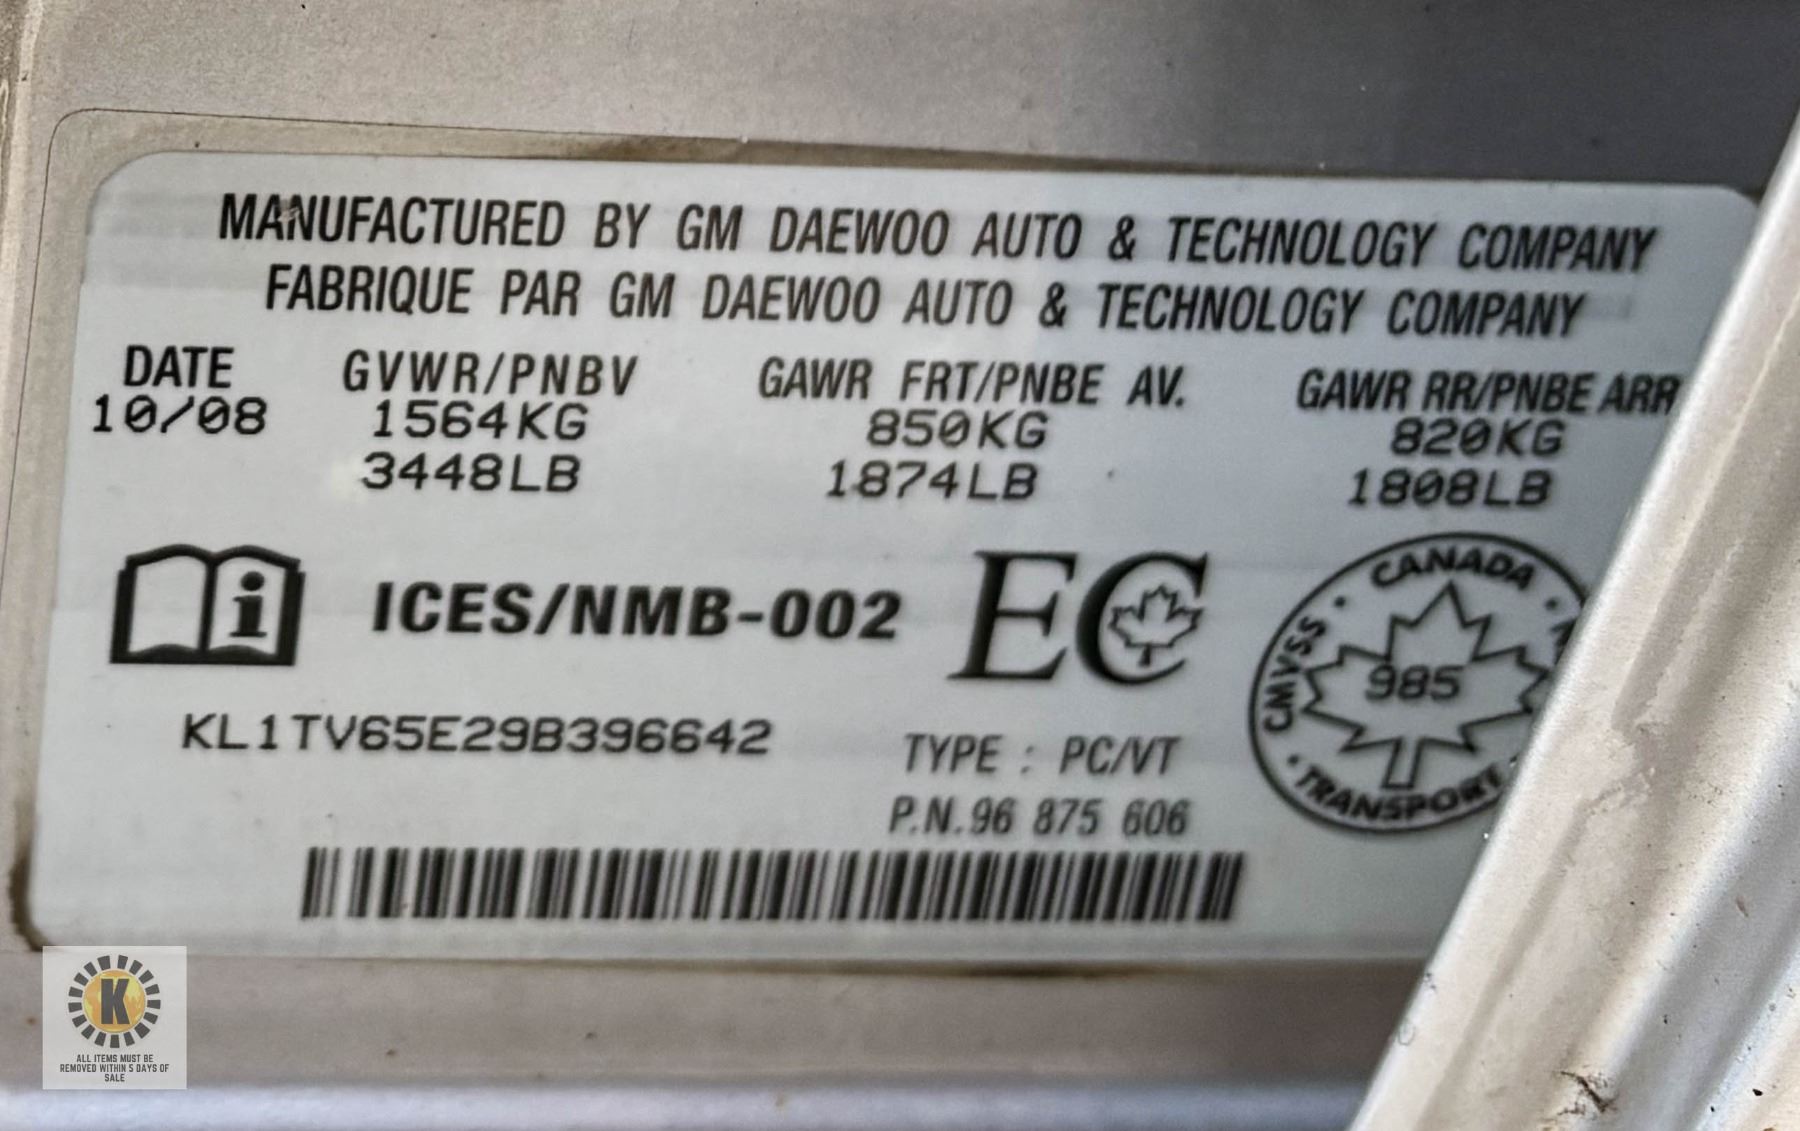 MANUFACTURED BY GM DAEWOO AUTO & TECHNOLOGY COMPANY
FABRIQUE PAR GM DAEWOO AUTO & TECHNOLOGY COMPANY
DATE GVWR/PNBV GAWR FRT/PNBE AV. GAWR RR/PNBE ARR
10/08 1564KG 850KG 820KG
3448LB 1874LB 1808LB
i ICES/NMB-002 EC
CANADA
CMVSS
985
TRANSPORT
KL1TV65E29B396642 TYPE : PC/VT
P.N.96 875 606
K
ALL ITEMS MUST BE
REMOVED WITHIN 5 DAYS OF
SALE